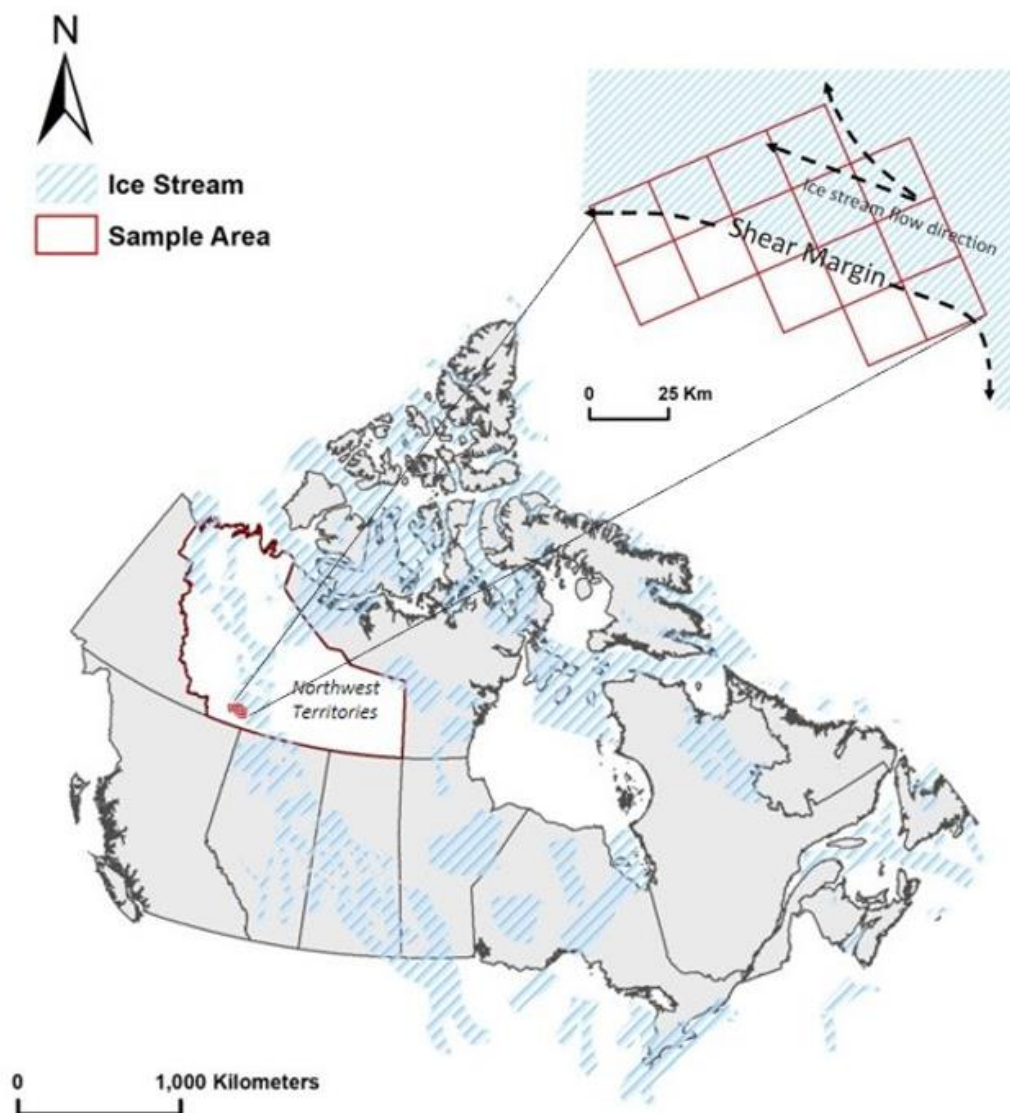 N
Ice Stream
Sample Area
Ice stream flow direction
Shear Margin
0 25 Km
Northwest
Territories
0 1,000 Kilometers